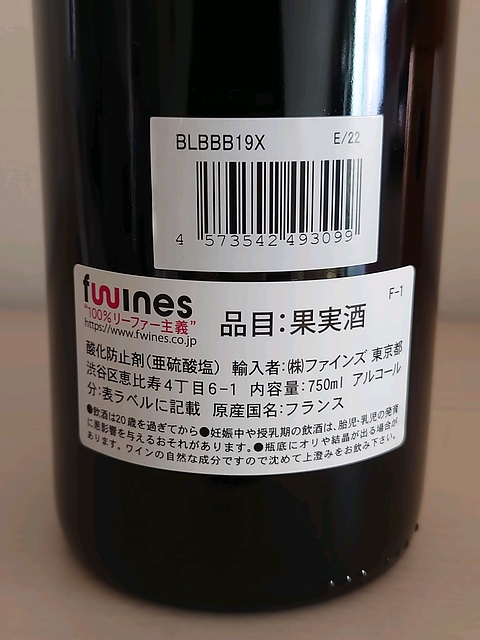 BLBBB19X E/22
4 573542 493099
fwines F-1
"100%リーファー主義" 品目:果実酒
https://www.fwines.co.jp
酸化防止剤(亜硫酸塩) 輸入者:㈱ファインズ 東京都
渋谷区恵比寿4丁目6-1 内容量:750ml アルコール
分:表ラベルに記載 原産国名:フランス
●飲酒は20歳を過ぎてから●妊娠中や授乳期の飲酒は、胎児・乳児の発育
に悪影響を与えるおそれがあります。●瓶底にオリや結晶が出る場合が
あります。ワインの自然な成分ですので沈めて上澄みをお飲み下さい。